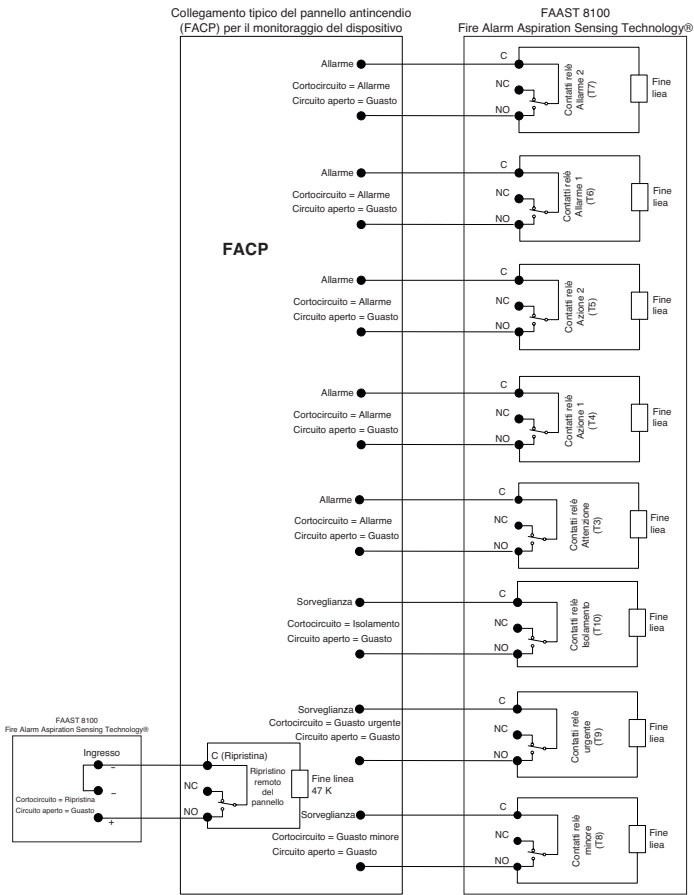 Collegamento tipico del pannello antincendio
(FACP) per il monitoraggio del dispositivo
FAAST 8100
Fire Alarm Aspiration Sensing Technology®
Allarme
Cortocircuito = Allarme
Circuito aperto = Guasto
C
NC
NO
Contatti relè
Allarme 2
(T7)
Fine
liea
Allarme
Cortocircuito = Allarme
Circuito aperto = Guasto
C
NC
NO
Contatti relè
Allarme 1
(T6)
Fine
liea
FACP
Allarme
Cortocircuito = Allarme
Circuito aperto = Guasto
C
NC
NO
Contatti relè
Azione 2
(T5)
Fine
liea
Allarme
Cortocircuito = Allarme
Circuito aperto = Guasto
C
NC
NO
Contatti relè
Azione 1
(T4)
Fine
liea
Allarme
Cortocircuito = Allarme
Circuito aperto = Guasto
C
NC
NO
Contatti relè
Attenzione
(T3)
Fine
liea
Sorveglianza
Cortocircuito = Isolamento
Circuito aperto = Guasto
C
NC
NO
Contatti relè
Isolamento
(T10)
Fine
liea
Sorveglianza
Cortocircuito = Guasto urgente
Circuito aperto = Guasto
C
NC
NO
Contatti relè
urgente
(T9)
Fine
liea
FAAST 8100
Fire Alarm Aspiration Sensing Technology®
Ingresso
–
–
+
Cortocircuito = Ripristina
Circuito aperto = Guasto
C (Ripristina)
NC
NO
Ripristino
remoto
del
pannello
Fine linea
47 K
Sorveglianza
Cortocircuito = Guasto minore
Circuito aperto = Guasto
C
NC
NO
Contatti relè
minore
(T8)
Fine
liea